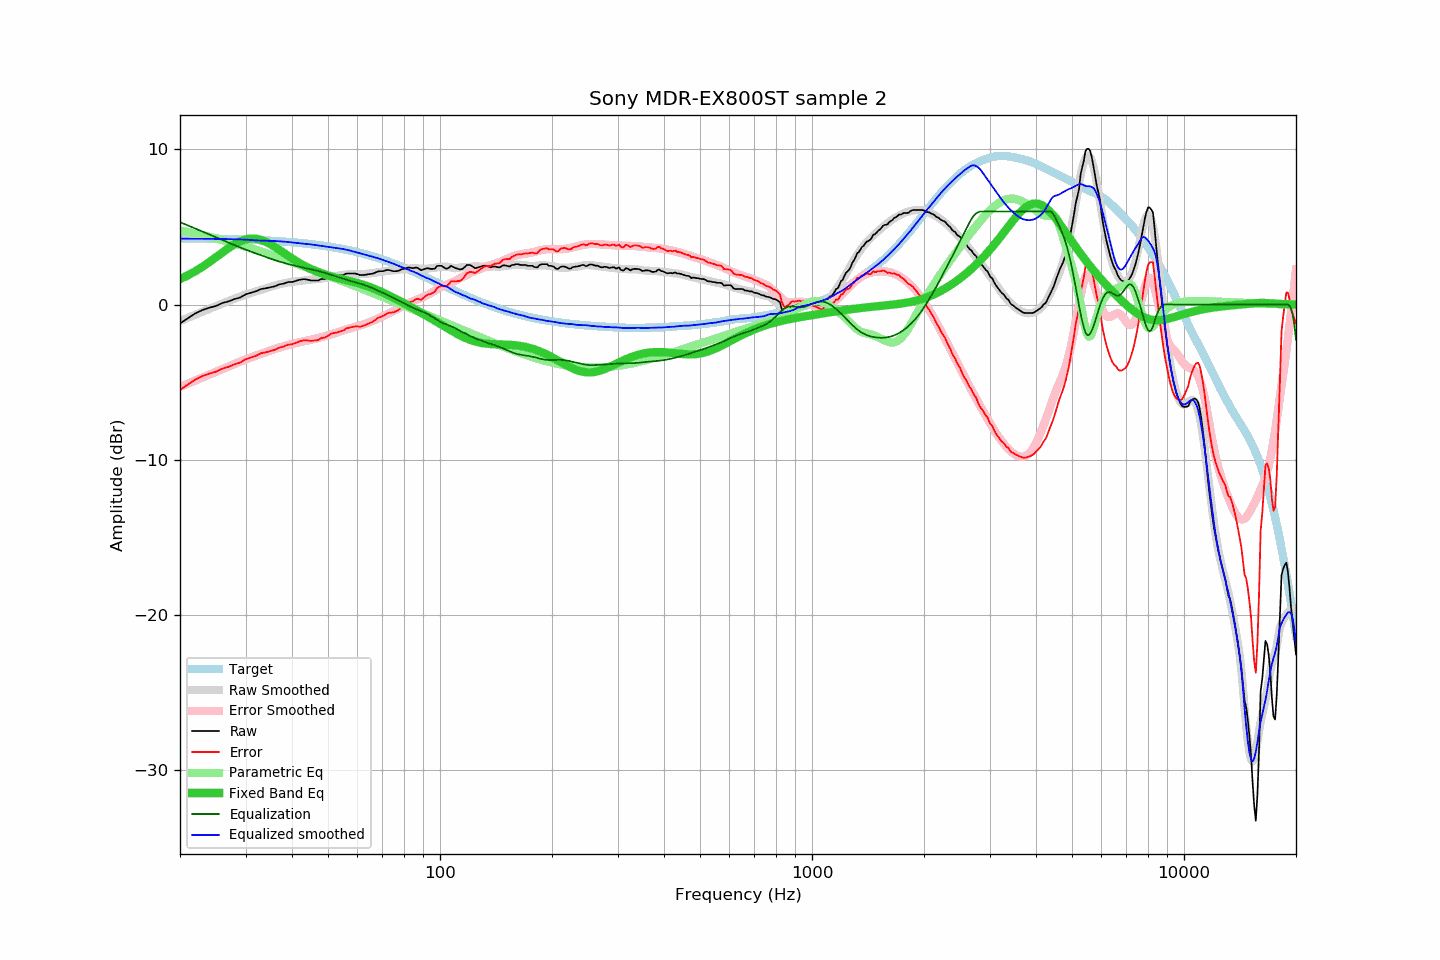 Sony MDR-EX800ST sample 2
10
0
−10
−20
−30
Amplitude (dBr)
Target
Raw Smoothed
Error Smoothed
Raw
Error
Parametric Eq
Fixed Band Eq
Equalization
Equalized smoothed
100
1000
10000
Frequency (Hz)